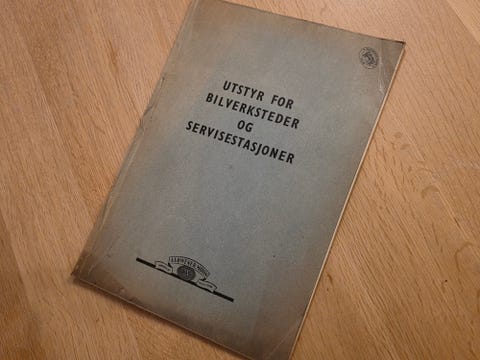 UTSTYR FOR
BILVERKSTEDER
OG
SERVISESTASJONER